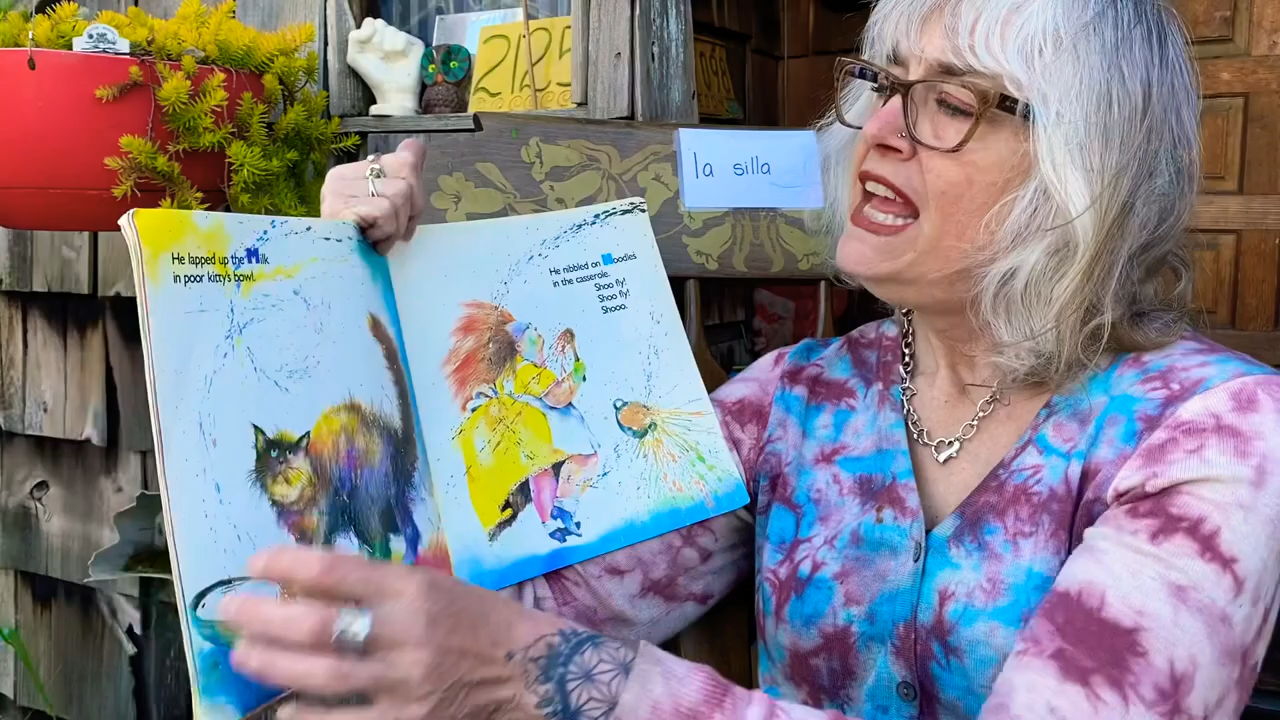 2125
1098
la silla
He lapped up the Milk
in poor kitty's bowl.
He nibbled on Noodles
in the casserole.
Shoo fly!
Shoo fly!
Shooo.